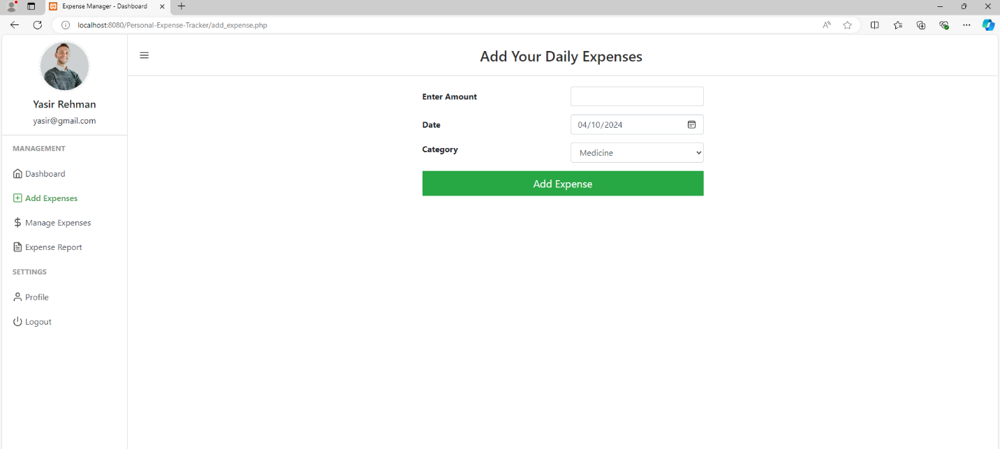 Expense Manager - Dashboard
localhost:8080/Personal-Expense-Tracker/add_expense.php
Yasir Rehman
yasir@gmail.com
MANAGEMENT
Dashboard
Add Expenses
Manage Expenses
Expense Report
SETTINGS
Profile
Logout
Add Your Daily Expenses
Enter Amount
Date
04/10/2024
Category
Medicine
Add Expense